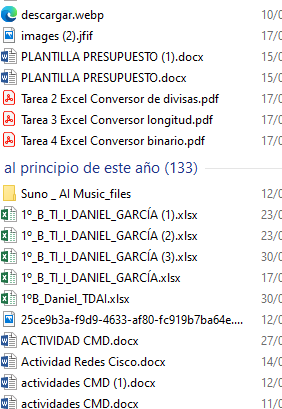 descargar.webp 10/0
images (2).jfif 17/0
PLANTILLA PRESUPUESTO (1).docx 15/0
PLANTILLA PRESUPUESTO.docx 15/0
Tarea 2 Excel Conversor de divisas.pdf 17/0
Tarea 3 Excel Conversor longitud.pdf 17/0
Tarea 4 Excel Conversor binario.pdf 17/0
al principio de este año (133)
Suno _ AI Music_files 12/0
1º_B_TI_I_DANIEL_GARCÍA (1).xlsx 23/0
1º_B_TI_I_DANIEL_GARCÍA (2).xlsx 23/0
1º_B_TI_I_DANIEL_GARCÍA (3).xlsx 30/0
1º_B_TI_I_DANIEL_GARCÍA.xlsx 17/0
1ºB_Daniel_TDAI.xlsx 30/0
25ce9b3a-f9d9-4633-af80-fc919b7ba64e.... 12/0
ACTIVIDAD CMD.docx 27/0
Actividad Redes Cisco.docx 14/0
actividades CMD (1).docx 12/0
actividades CMD.docx 11/0